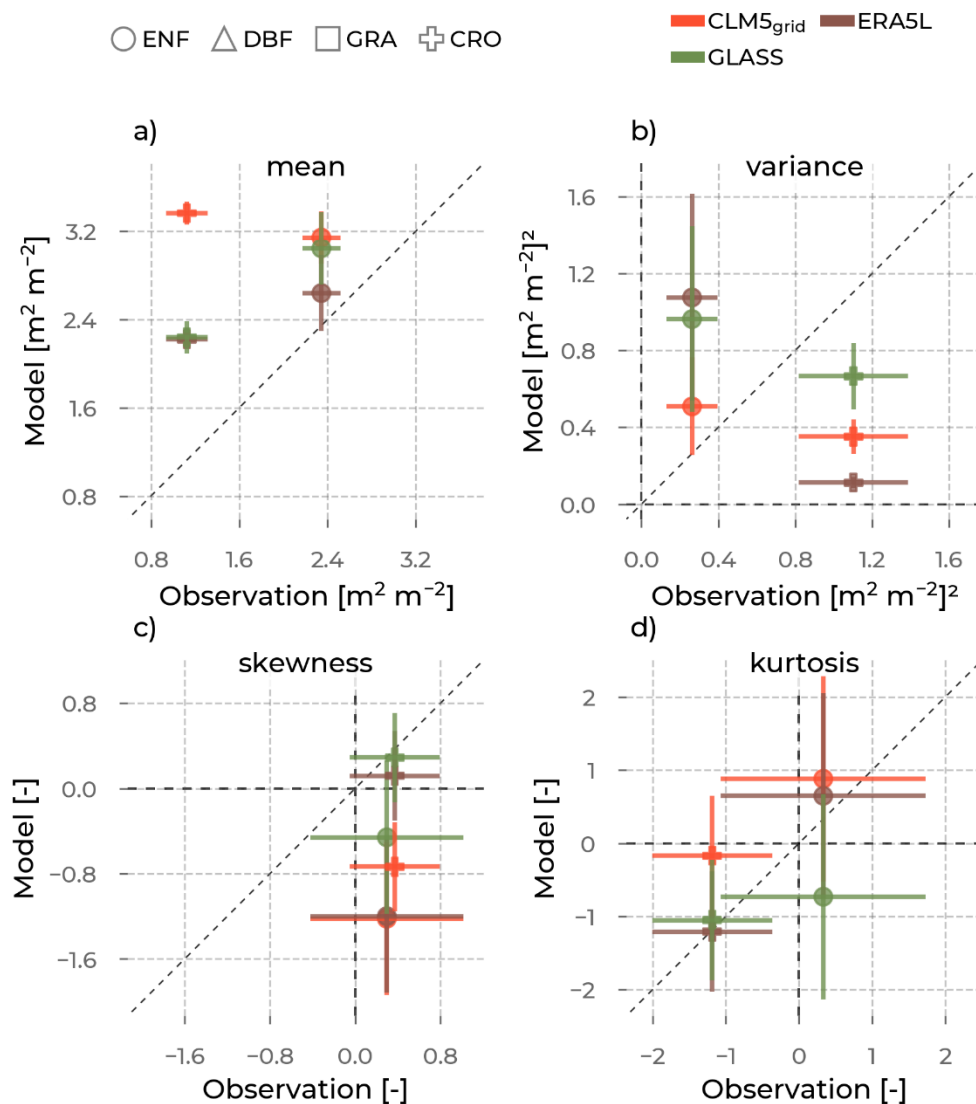 ENF DBF GRA CRO
CLM5grid ERA5L
GLASS
a)
mean
3.2
2.4
1.6
0.8
Model [m² m⁻²]
0.8 1.6 2.4 3.2
Observation [m² m⁻²]
b)
variance
1.6
1.2
0.8
0.4
0.0
Model [m² m⁻²]²
0.0 0.4 0.8 1.2 1.6
Observation [m² m⁻²]²
c)
skewness
0.8
0.0
−0.8
−1.6
Model [-]
−1.6 −0.8 0.0 0.8
Observation [-]
d)
kurtosis
2
1
0
−1
−2
Model [-]
−2 −1 0 1 2
Observation [-]